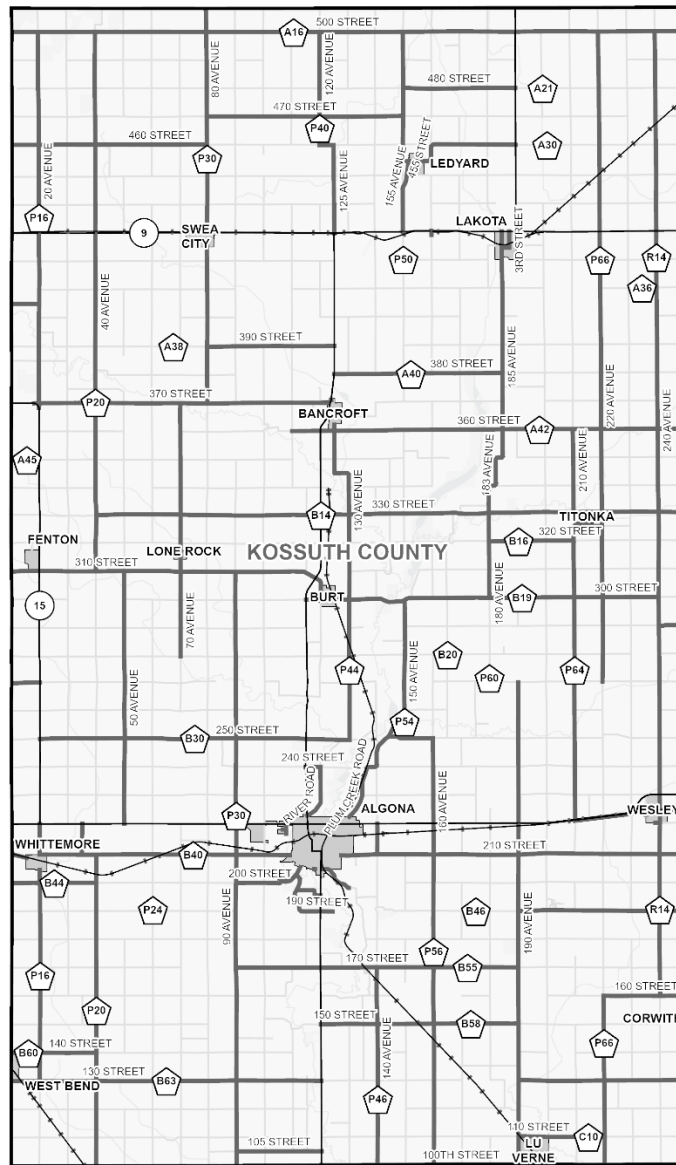 500 STREET
A16
80 AVENUE
120 AVENUE
480 STREET
A21
470 STREET
P40
460 STREET
P30
A30
455 STREET
LEDYARD
20 AVENUE
125 AVENUE
155 AVENUE
P16
LAKOTA
9
SWEA
CITY
3RD STREET
P50
P66
R14
A36
40 AVENUE
390 STREET
A38
185 AVENUE
380 STREET
A40
370 STREET
P20
BANCROFT
220 AVENUE
240 AVENUE
360 STREET
A42
A45
183 AVENUE
210 AVENUE
130 AVENUE
330 STREET
B14
TITONKA
320 STREET
B16
FENTON
LONE ROCK
KOSSUTH COUNTY
310 STREET
BURT
15
180 AVENUE
B19
300 STREET
70 AVENUE
150 AVENUE
B20
P44
P60
P64
50 AVENUE
250 STREET
B30
P54
240 STREET
RIVER ROAD
PLUM CREEK ROAD
160 AVENUE
P30
ALGONA
WESLEY
WHITTEMORE
B40
210 STREET
200 STREET
B44
190 STREET
P24
90 AVENUE
B46
190 AVENUE
R14
P56
170 STREET
B55
P16
160 STREET
P20
150 STREET
B58
CORWITH
140 STREET
B60
140 AVENUE
P66
130 STREET
WEST BEND
B63
P46
110 STREET
C10
105 STREET
100TH STREET
LU
VERNE